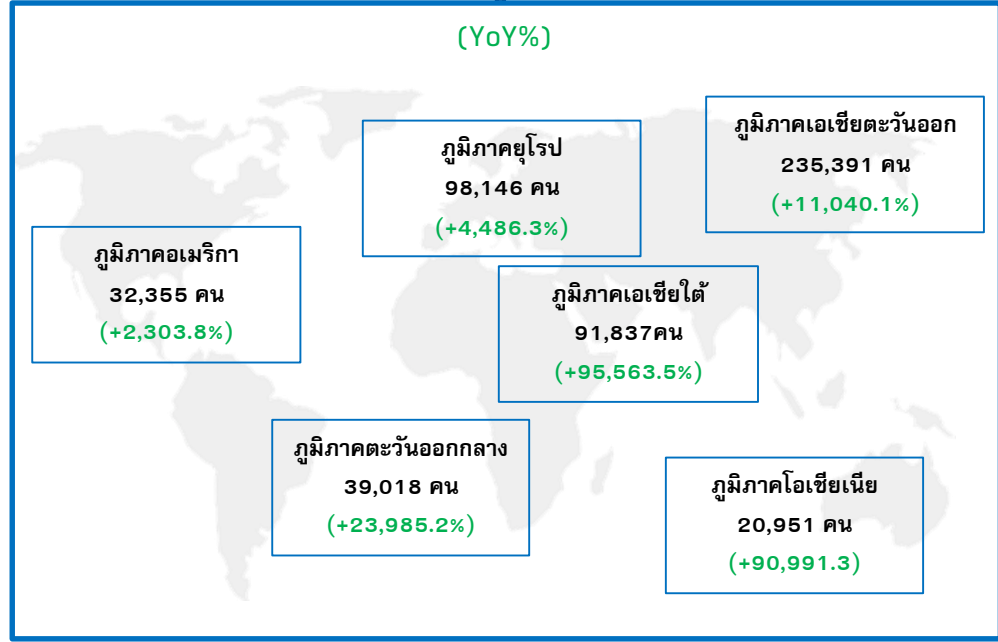 (YoY%)
ภูมิภาคยุโรป
98,146 คน
(+4,486.3%)
ภูมิภาคเอเชียตะวันออก
235,391 คน
(+11,040.1%)
ภูมิภาคอเมริกา
32,355 คน
(+2,303.8%)
ภูมิภาคเอเชียใต้
91,837คน
(+95,563.5%)
ภูมิภาคตะวันออกกลาง
39,018 คน
(+23,985.2%)
ภูมิภาคโอเชียเนีย
20,951 คน
(+90,991.3)